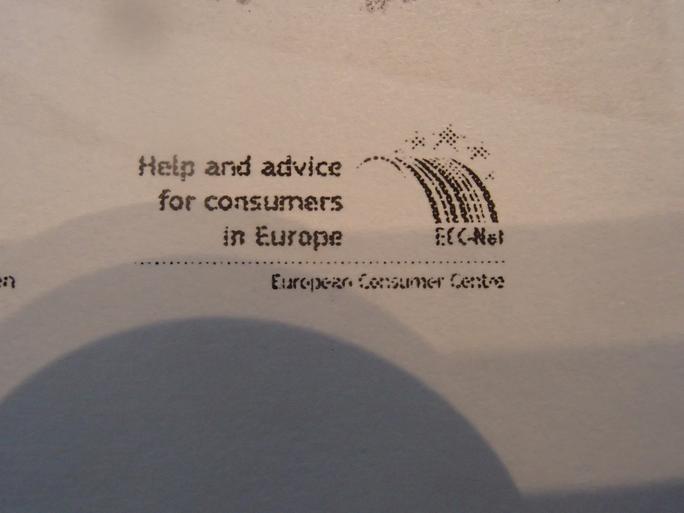 Help and advice
for consumers
in Europe
ECC-Net
European Consumer Centre